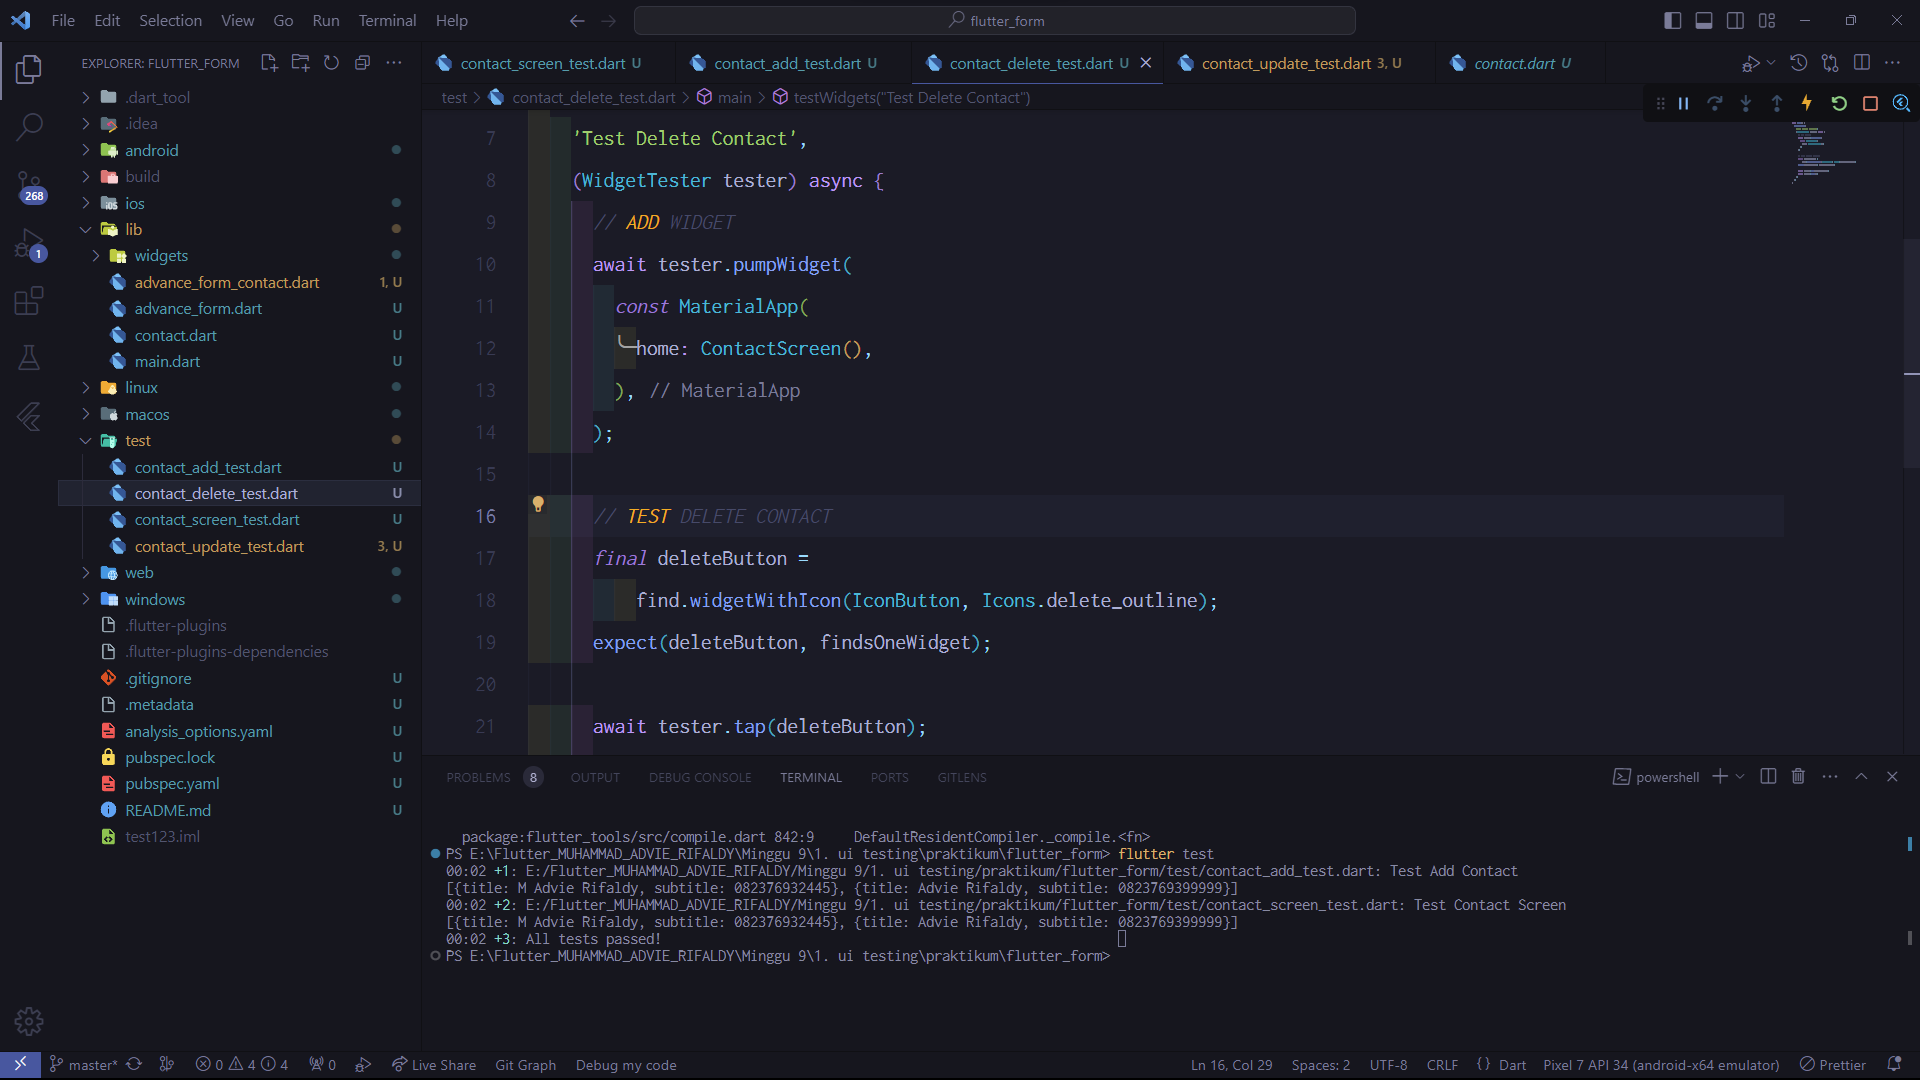 File Edit Selection View Go Run Terminal Help
flutter_form
EXPLORER: FLUTTER_FORM
.dart_tool
.idea
android
build
ios
lib
widgets
advance_form_contact.dart 1, U
advance_form.dart U
contact.dart U
main.dart U
linux
macos
test
contact_add_test.dart U
contact_delete_test.dart U
contact_screen_test.dart U
contact_update_test.dart 3, U
web
windows
.flutter-plugins
.flutter-plugins-dependencies
.gitignore U
.metadata U
analysis_options.yaml U
pubspec.lock U
pubspec.yaml U
README.md U
test123.iml
268
1
contact_screen_test.dart U contact_add_test.dart U contact_delete_test.dart U contact_update_test.dart 3, U contact.dart U
test > contact_delete_test.dart > main > testWidgets("Test Delete Contact")
7 'Test Delete Contact',
8 (WidgetTester tester) async {
9 // ADD WIDGET
10 await tester.pumpWidget(
11 const MaterialApp(
12 home: ContactScreen(),
13 ), // MaterialApp
14 );
15
16 // TEST DELETE CONTACT
17 final deleteButton =
18 find.widgetWithIcon(IconButton, Icons.delete_outline);
19 expect(deleteButton, findsOneWidget);
20
21 await tester.tap(deleteButton);
PROBLEMS 8 OUTPUT DEBUG CONSOLE TERMINAL PORTS GITLENS
powershell
package:flutter_tools/src/compile.dart 842:9 DefaultResidentCompiler._compile.<fn>
PS E:\Flutter_MUHAMMAD_ADVIE_RIFALDY\Minggu 9\1. ui testing\praktikum\flutter_form> flutter test
00:02 +1: E:/Flutter_MUHAMMAD_ADVIE_RIFALDY/Minggu 9/1. ui testing/praktikum/flutter_form/test/contact_add_test.dart: Test Add Contact
[{title: M Advie Rifaldy, subtitle: 082376932445}, {title: Advie Rifaldy, subtitle: 0823769399999}]
00:02 +2: E:/Flutter_MUHAMMAD_ADVIE_RIFALDY/Minggu 9/1. ui testing/praktikum/flutter_form/test/contact_screen_test.dart: Test Contact Screen
[{title: M Advie Rifaldy, subtitle: 082376932445}, {title: Advie Rifaldy, subtitle: 0823769399999}]
00:02 +3: All tests passed!
PS E:\Flutter_MUHAMMAD_ADVIE_RIFALDY\Minggu 9\1. ui testing\praktikum\flutter_form>
master* 0 4 4 0 Live Share Git Graph Debug my code Ln 16, Col 29 Spaces: 2 UTF-8 CRLF {} Dart Pixel 7 API 34 (android-x64 emulator) Prettier